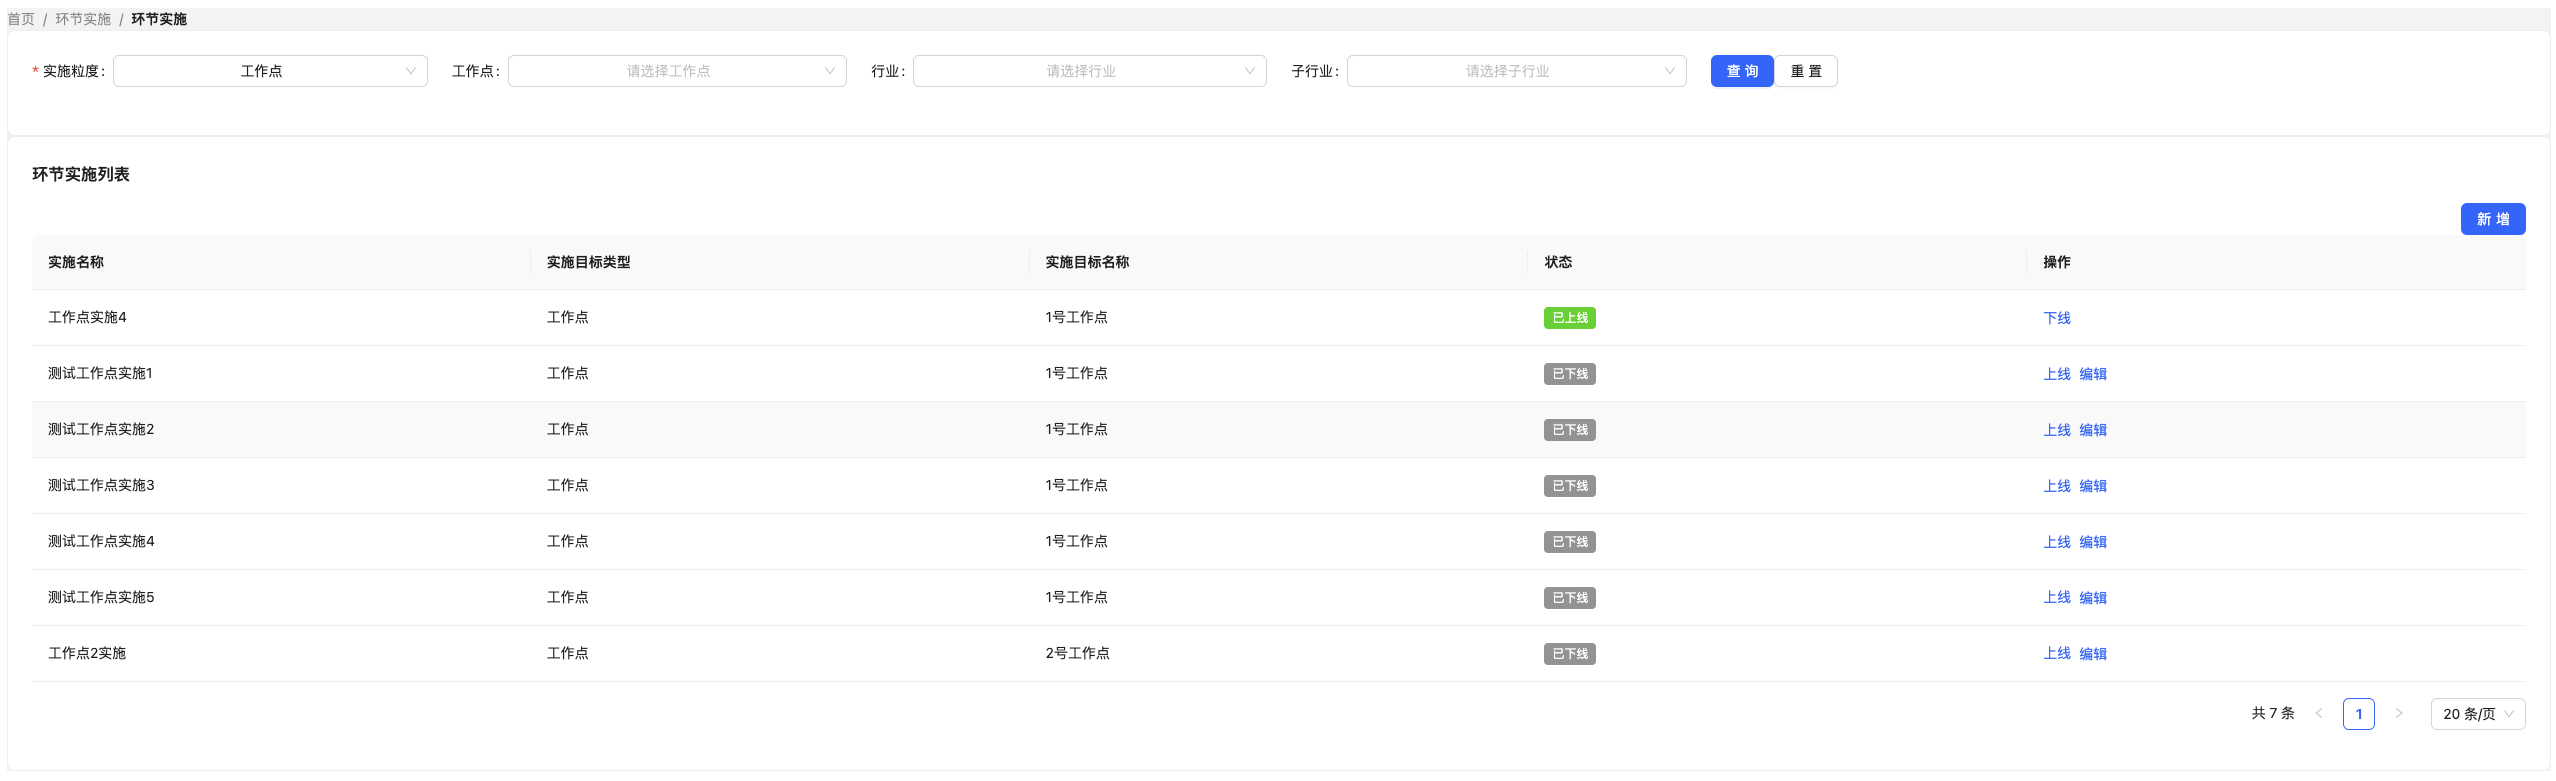 首页 / 环节实施 / 环节实施
* 实施粒度: 工作点 工作点: 请选择工作点 行业: 请选择行业 子行业: 请选择子行业 查 询 重 置
环节实施列表
新 增
实施名称 实施目标类型 实施目标名称 状态 操作
工作点实施4 工作点 1号工作点 已上线 下线
测试工作点实施1 工作点 1号工作点 已下线 上线 编辑
测试工作点实施2 工作点 1号工作点 已下线 上线 编辑
测试工作点实施3 工作点 1号工作点 已下线 上线 编辑
测试工作点实施4 工作点 1号工作点 已下线 上线 编辑
测试工作点实施5 工作点 1号工作点 已下线 上线 编辑
工作点2实施 工作点 2号工作点 已下线 上线 编辑
共 7 条 < 1 > 20 条/页